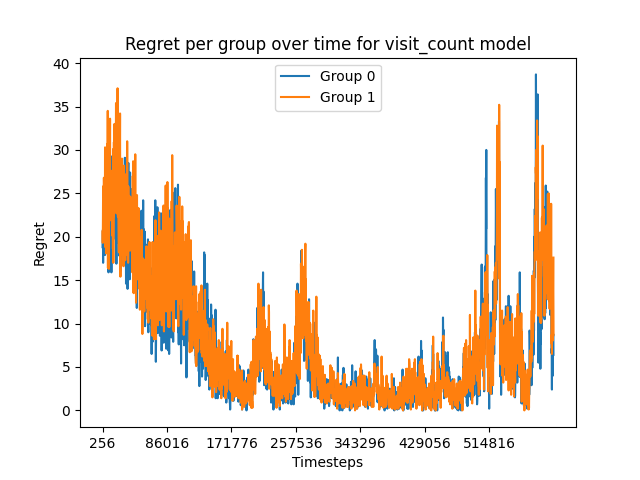 Regret per group over time for visit_count model
Group 0
Group 1
Regret
40
35
30
25
20
15
10
5
0
256 86016 171776 257536 343296 429056 514816
Timesteps